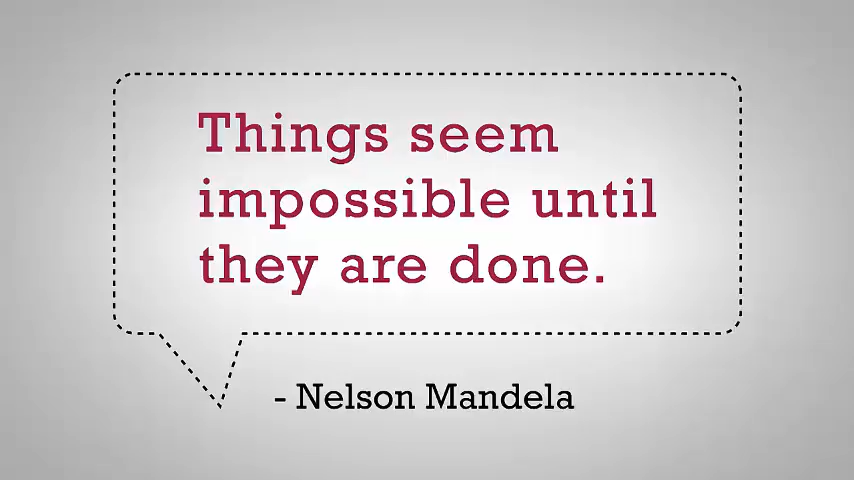 Things seem
impossible until
they are done.
- Nelson Mandela